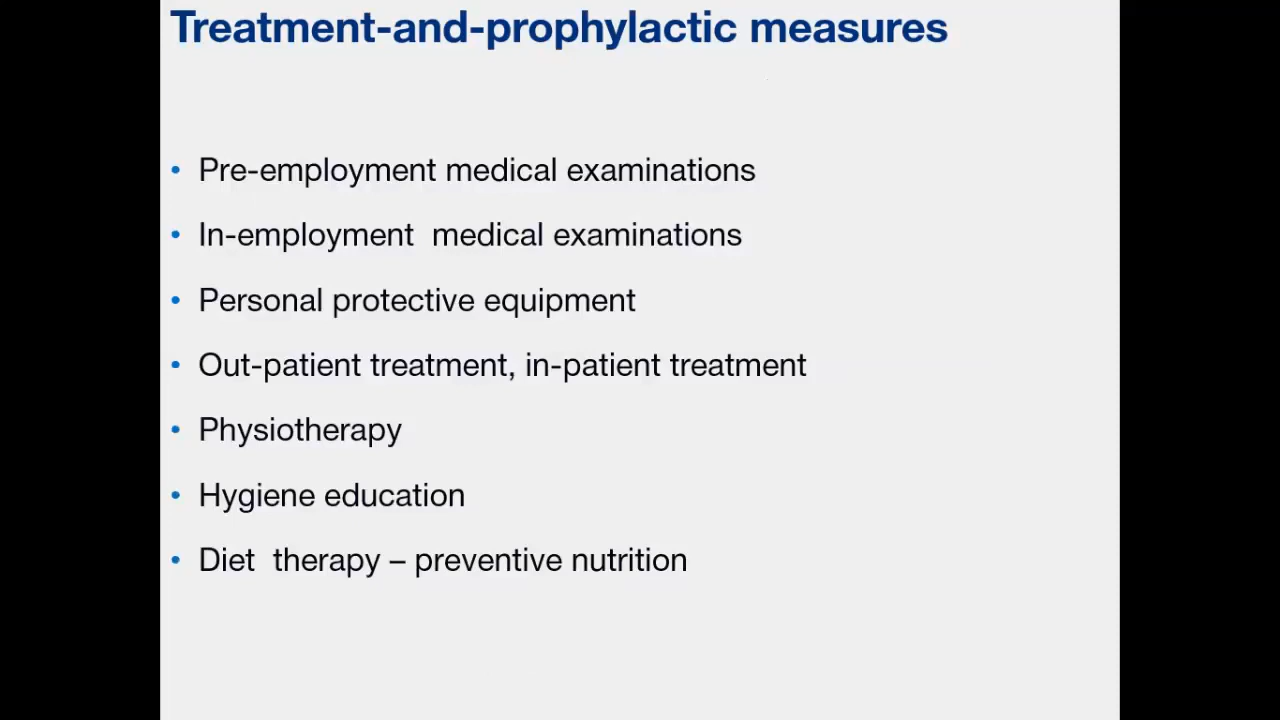 Treatment-and-prophylactic measures
• Pre-employment medical examinations
• In-employment  medical examinations
• Personal protective equipment
• Out-patient treatment, in-patient treatment
• Physiotherapy
• Hygiene education
• Diet  therapy – preventive nutrition